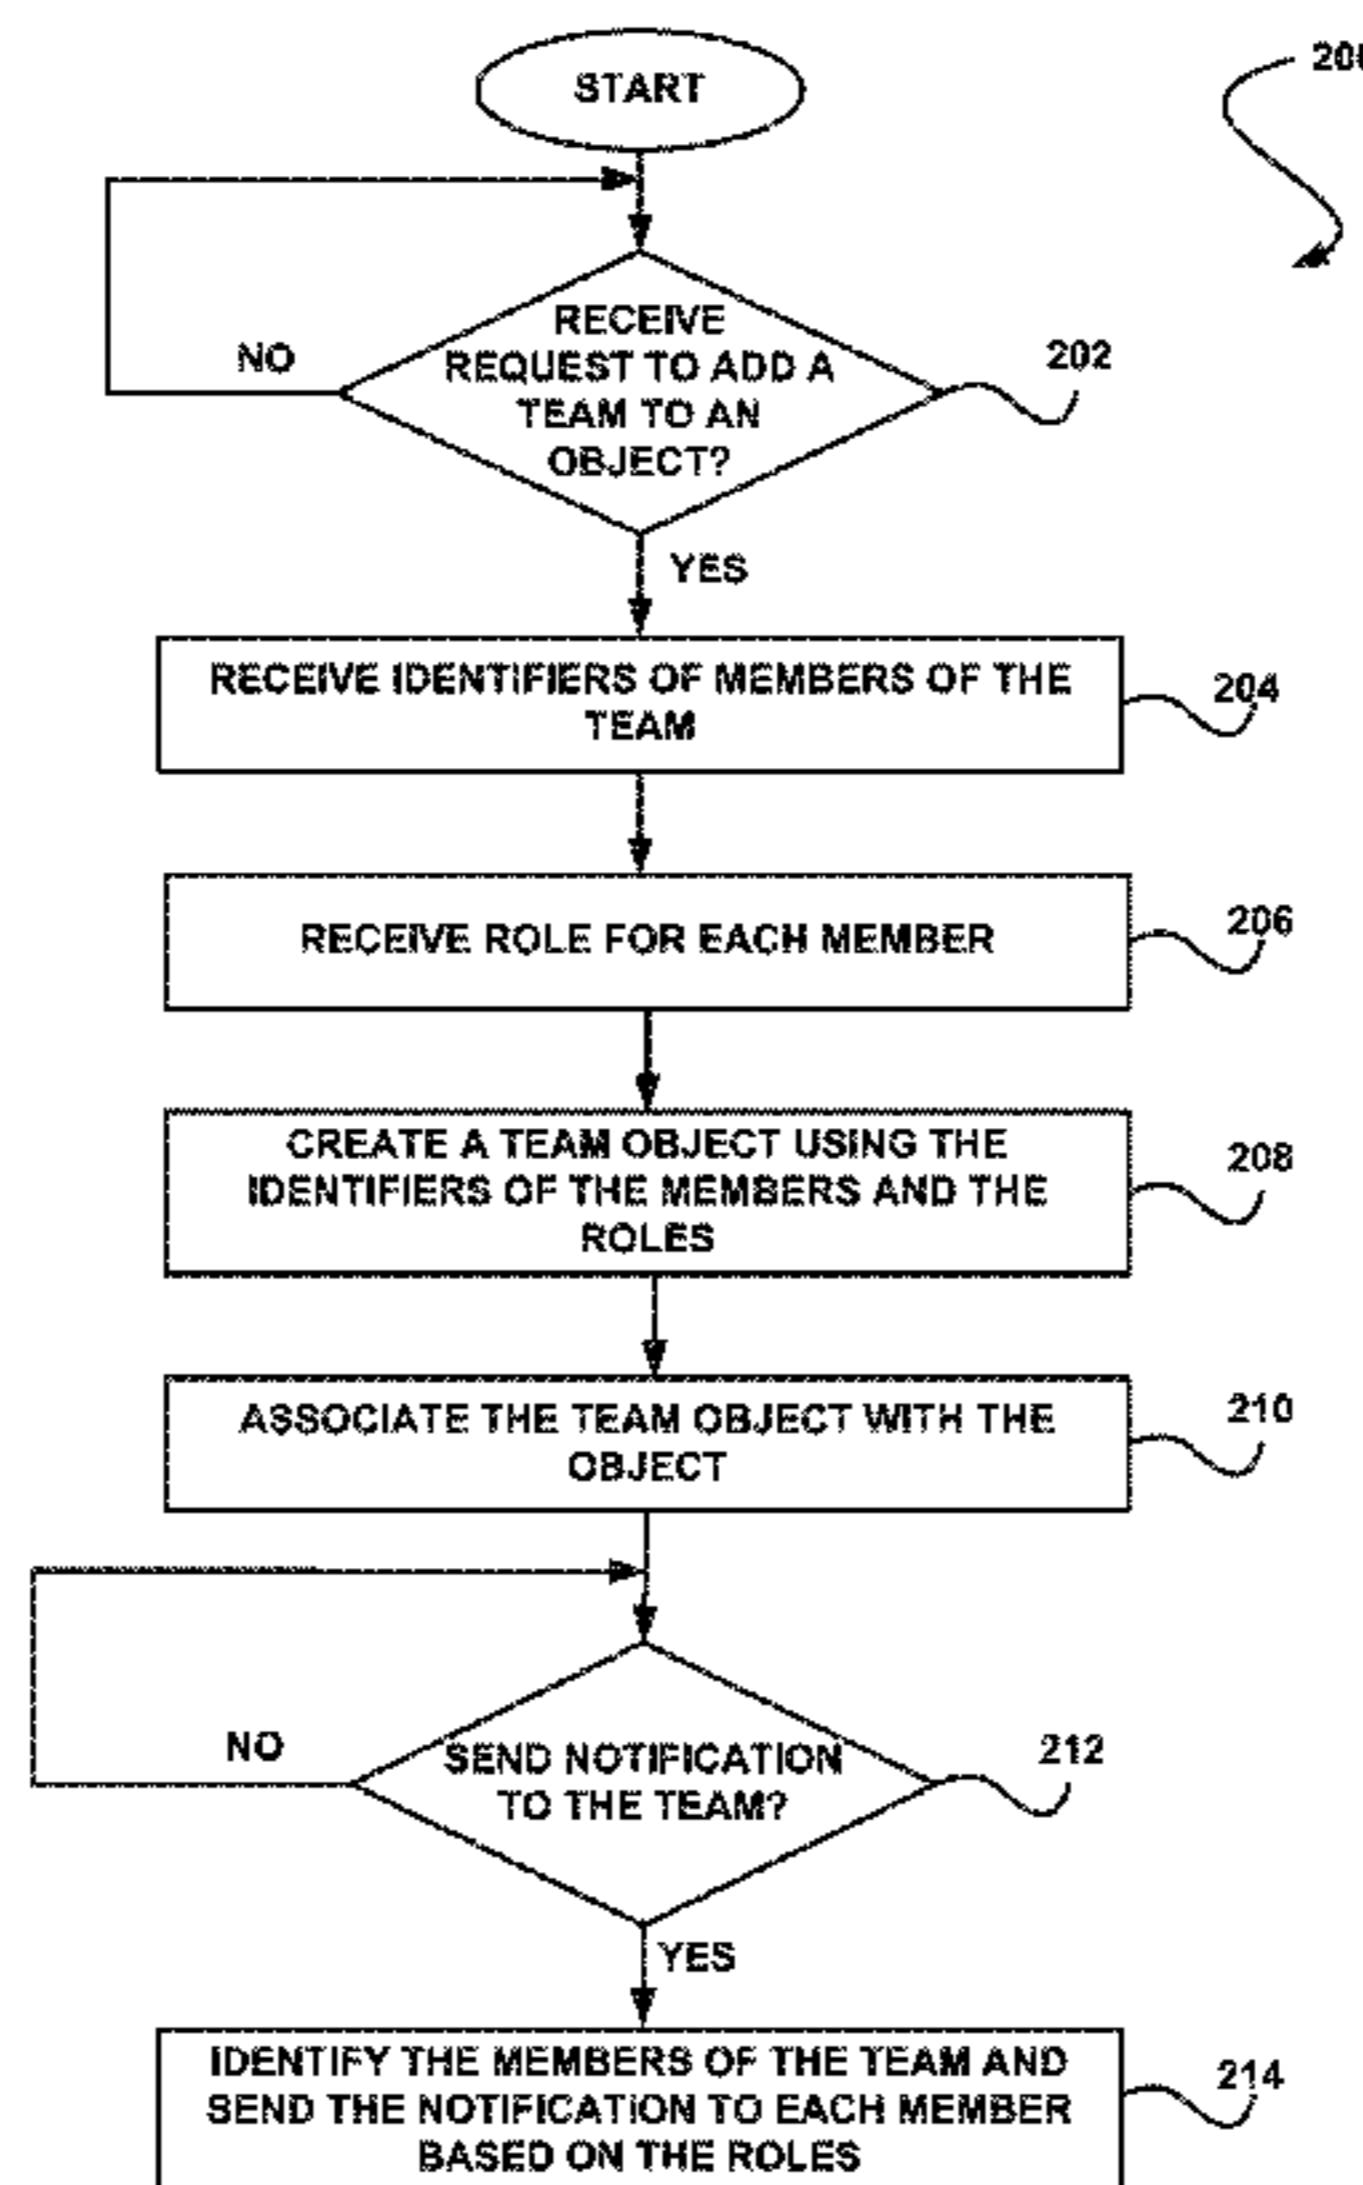 START
200
RECEIVE
REQUEST TO ADD A
TEAM TO AN
OBJECT?
NO
202
YES
RECEIVE IDENTIFIERS OF MEMBERS OF THE
TEAM
204
RECEIVE ROLE FOR EACH MEMBER
206
CREATE A TEAM OBJECT USING THE
IDENTIFIERS OF THE MEMBERS AND THE
ROLES
208
ASSOCIATE THE TEAM OBJECT WITH THE
OBJECT
210
NO
SEND NOTIFICATION
TO THE TEAM?
212
YES
IDENTIFY THE MEMBERS OF THE TEAM AND
SEND THE NOTIFICATION TO EACH MEMBER
BASED ON THE ROLES
214